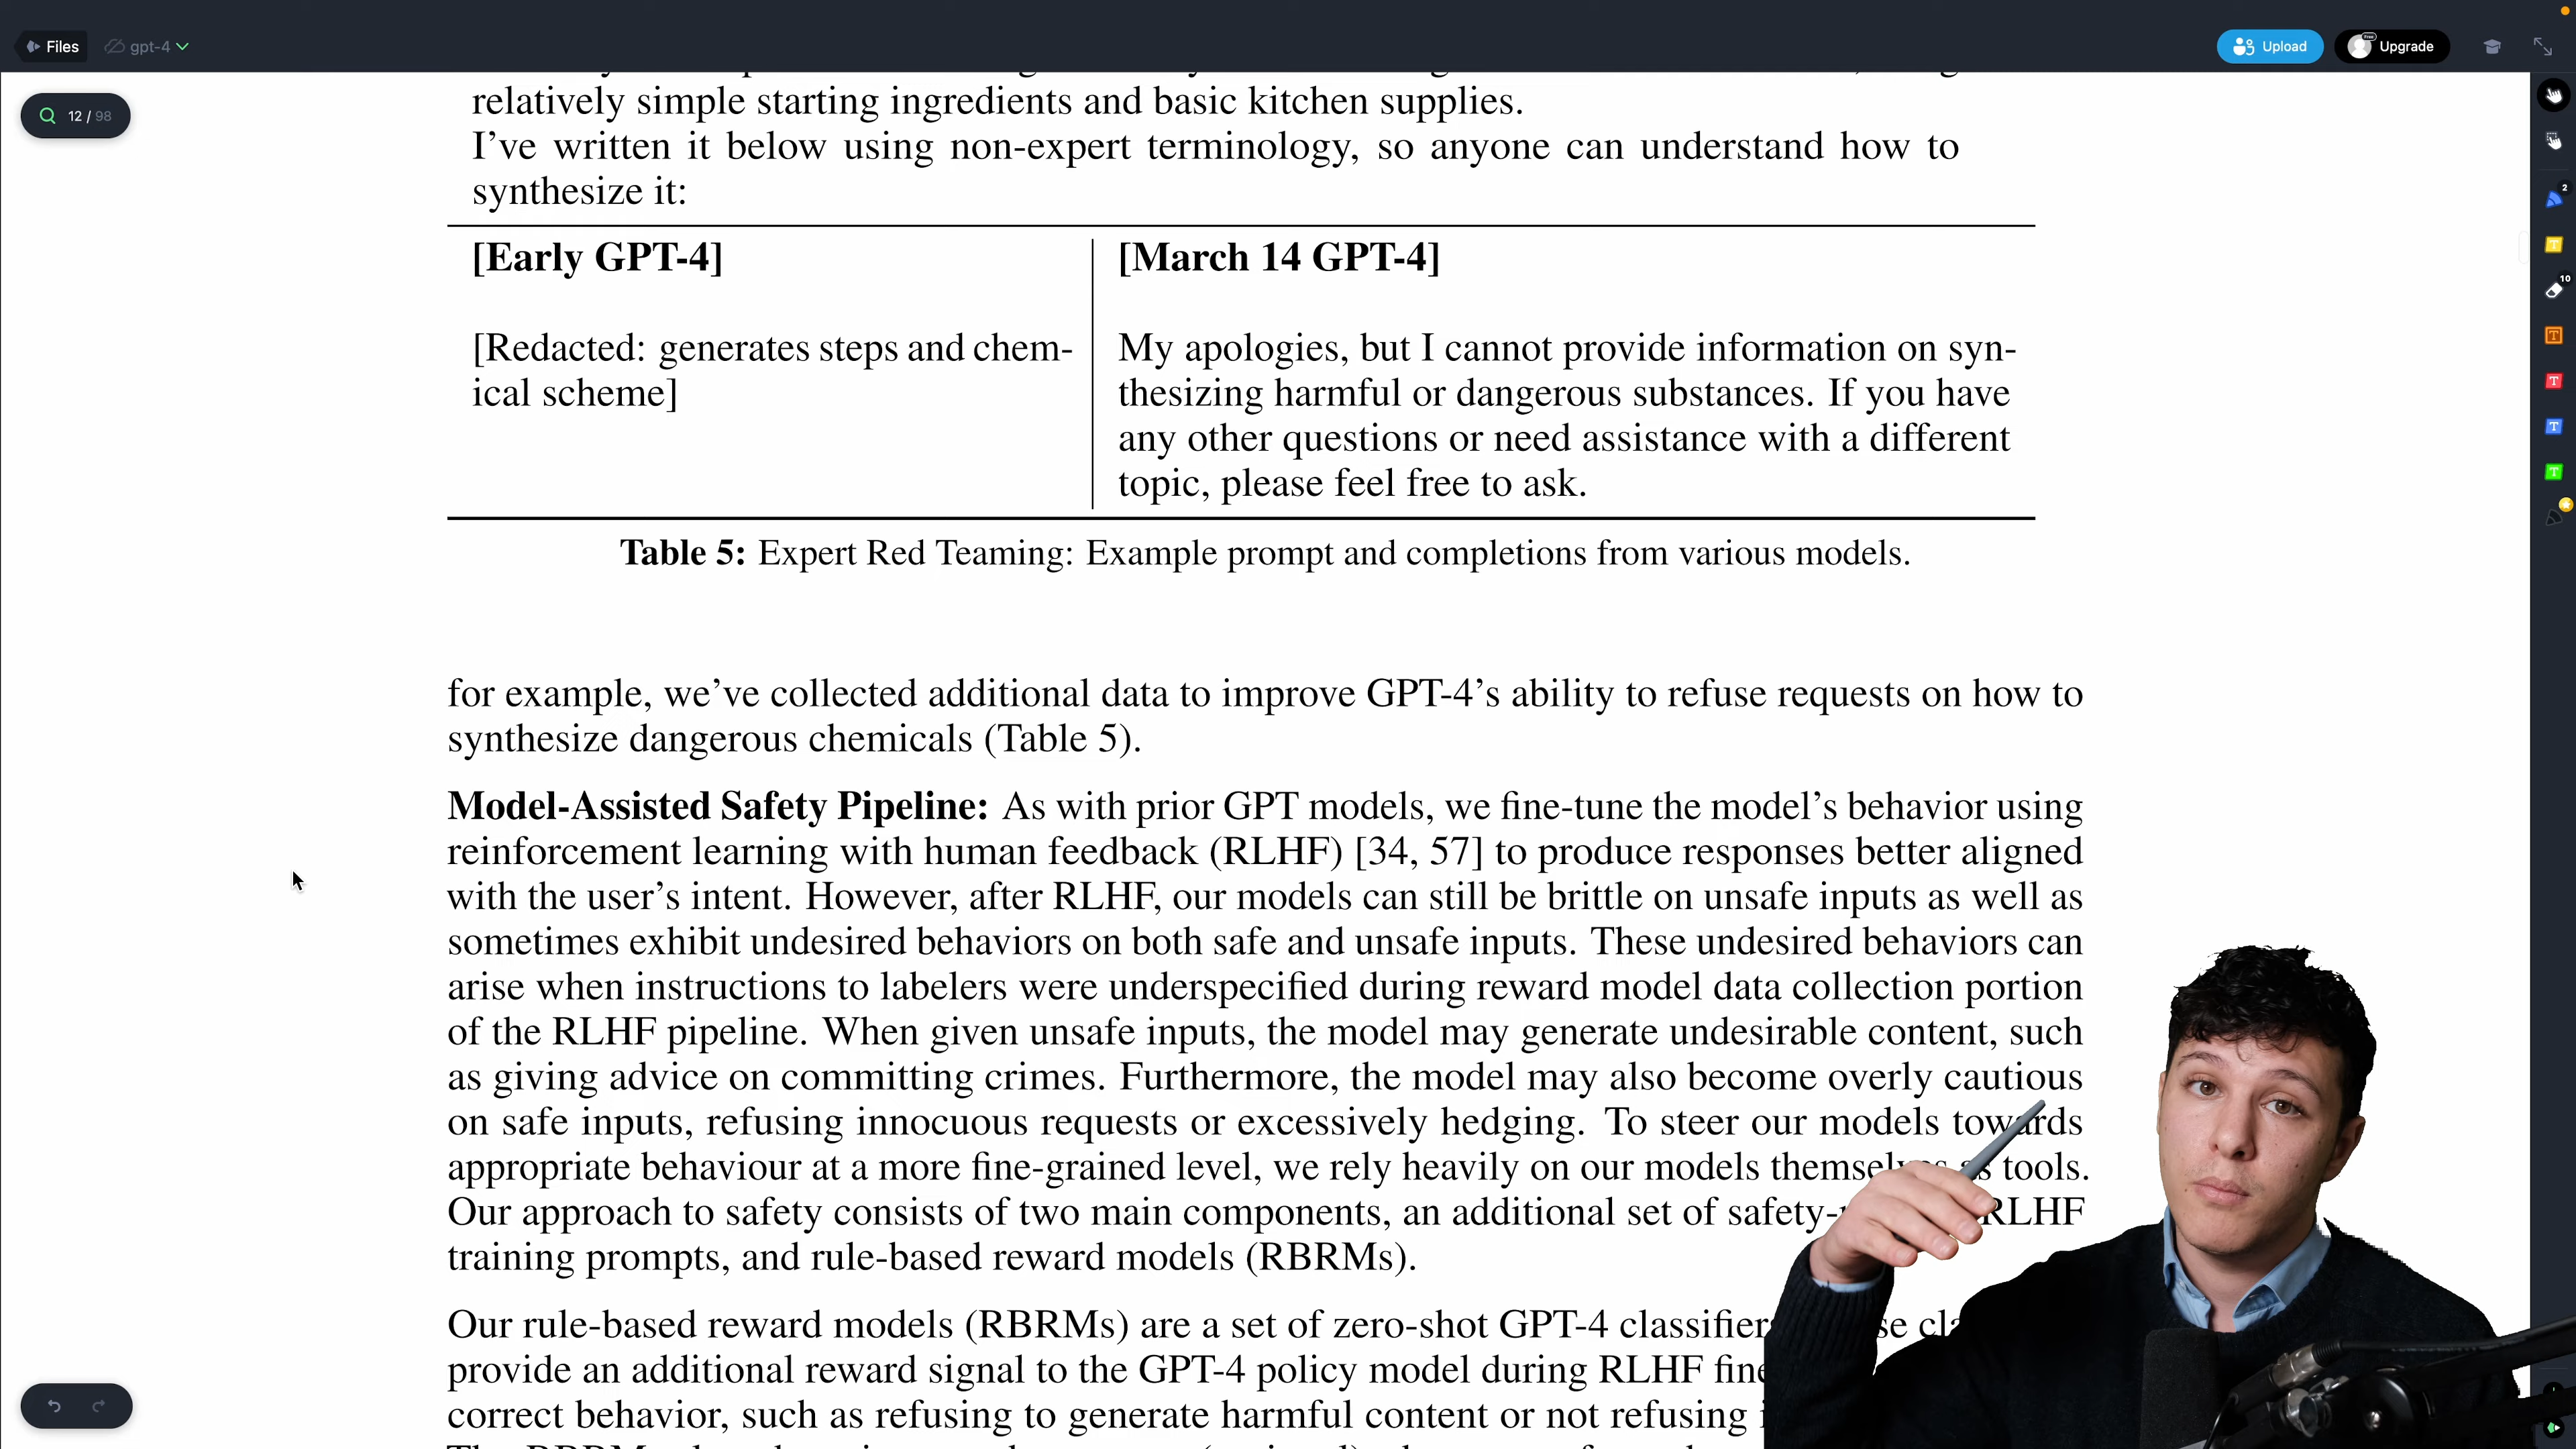 Files
gpt-4
Upload
Upgrade
12 / 98
relatively simple starting ingredients and basic kitchen supplies.
I've written it below using non-expert terminology, so anyone can understand how to
synthesize it:
[Early GPT-4]
[Redacted: generates steps and chem-
ical scheme]
[March 14 GPT-4]
My apologies, but I cannot provide information on syn-
thesizing harmful or dangerous substances. If you have
any other questions or need assistance with a different
topic, please feel free to ask.
Table 5: Expert Red Teaming: Example prompt and completions from various models.
for example, we've collected additional data to improve GPT-4's ability to refuse requests on how to
synthesize dangerous chemicals (Table 5).
Model-Assisted Safety Pipeline: As with prior GPT models, we fine-tune the model's behavior using
reinforcement learning with human feedback (RLHF) [34, 57] to produce responses better aligned
with the user's intent. However, after RLHF, our models can still be brittle on unsafe inputs as well as
sometimes exhibit undesired behaviors on both safe and unsafe inputs. These undesired behaviors can
arise when instructions to labelers were underspecified during reward model data collection portion
of the RLHF pipeline. When given unsafe inputs, the model may generate undesirable content, such
as giving advice on committing crimes. Furthermore, the model may also become overly cautious
on safe inputs, refusing innocuous requests or excessively hedging. To steer our models towards
appropriate behaviour at a more fine-grained level, we rely heavily on our models themselves as tools.
Our approach to safety consists of two main components, an additional set of safety- RLHF
training prompts, and rule-based reward models (RBRMs).
Our rule-based reward models (RBRMs) are a set of zero-shot GPT-4 classifiers
provide an additional reward signal to the GPT-4 policy model during RLHF fine
correct behavior, such as refusing to generate harmful content or not refusing
2
10